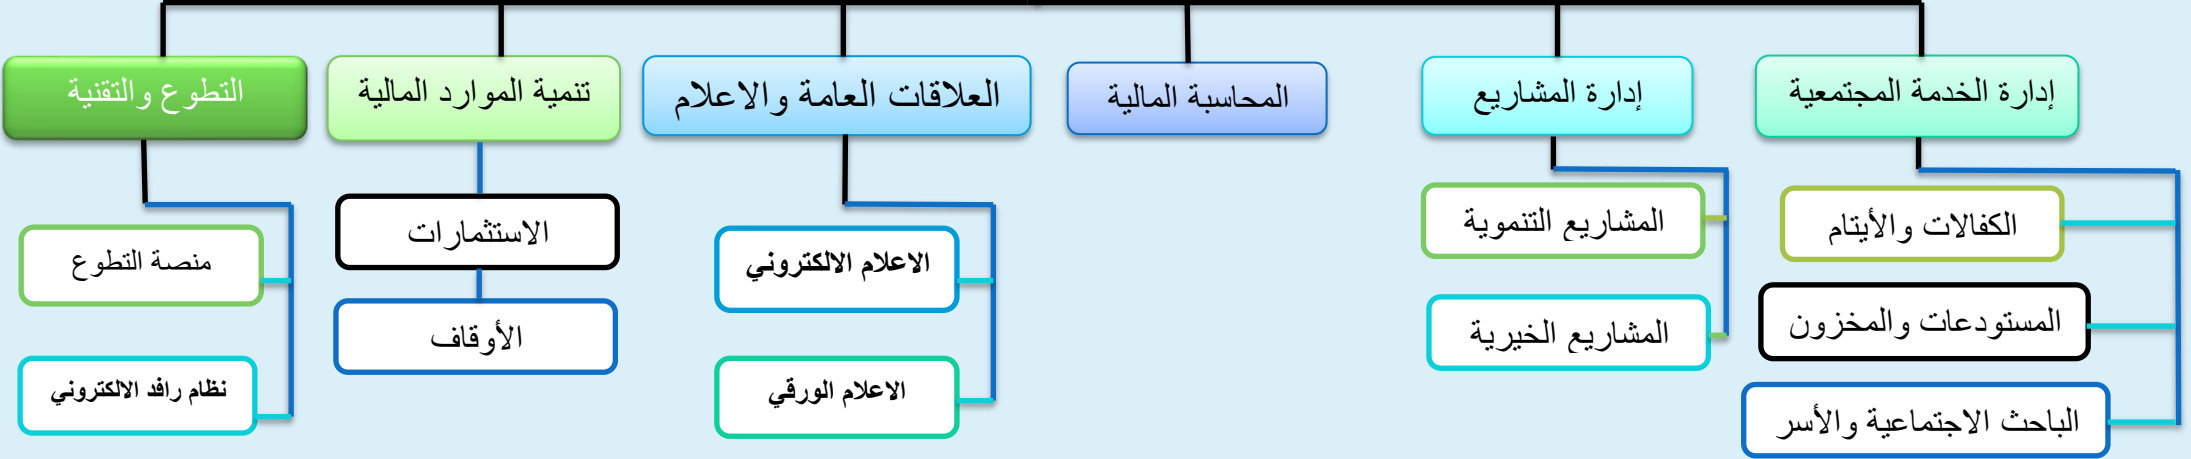 إدارة الخدمة المجتمعية
إدارة المشاريع
المحاسبة المالية
العلاقات العامة والاعلام
تنمية الموارد المالية
التطوع والتقنية
الكفالات والأيتام
المستودعات والمخزون
الباحث الاجتماعية والأسر
المشاريع التنموية
المشاريع الخيرية
الاعلام الالكتروني
الاعلام الورقي
الاستثمارات
الأوقاف
منصة التطوع
نظام رافد الالكتروني